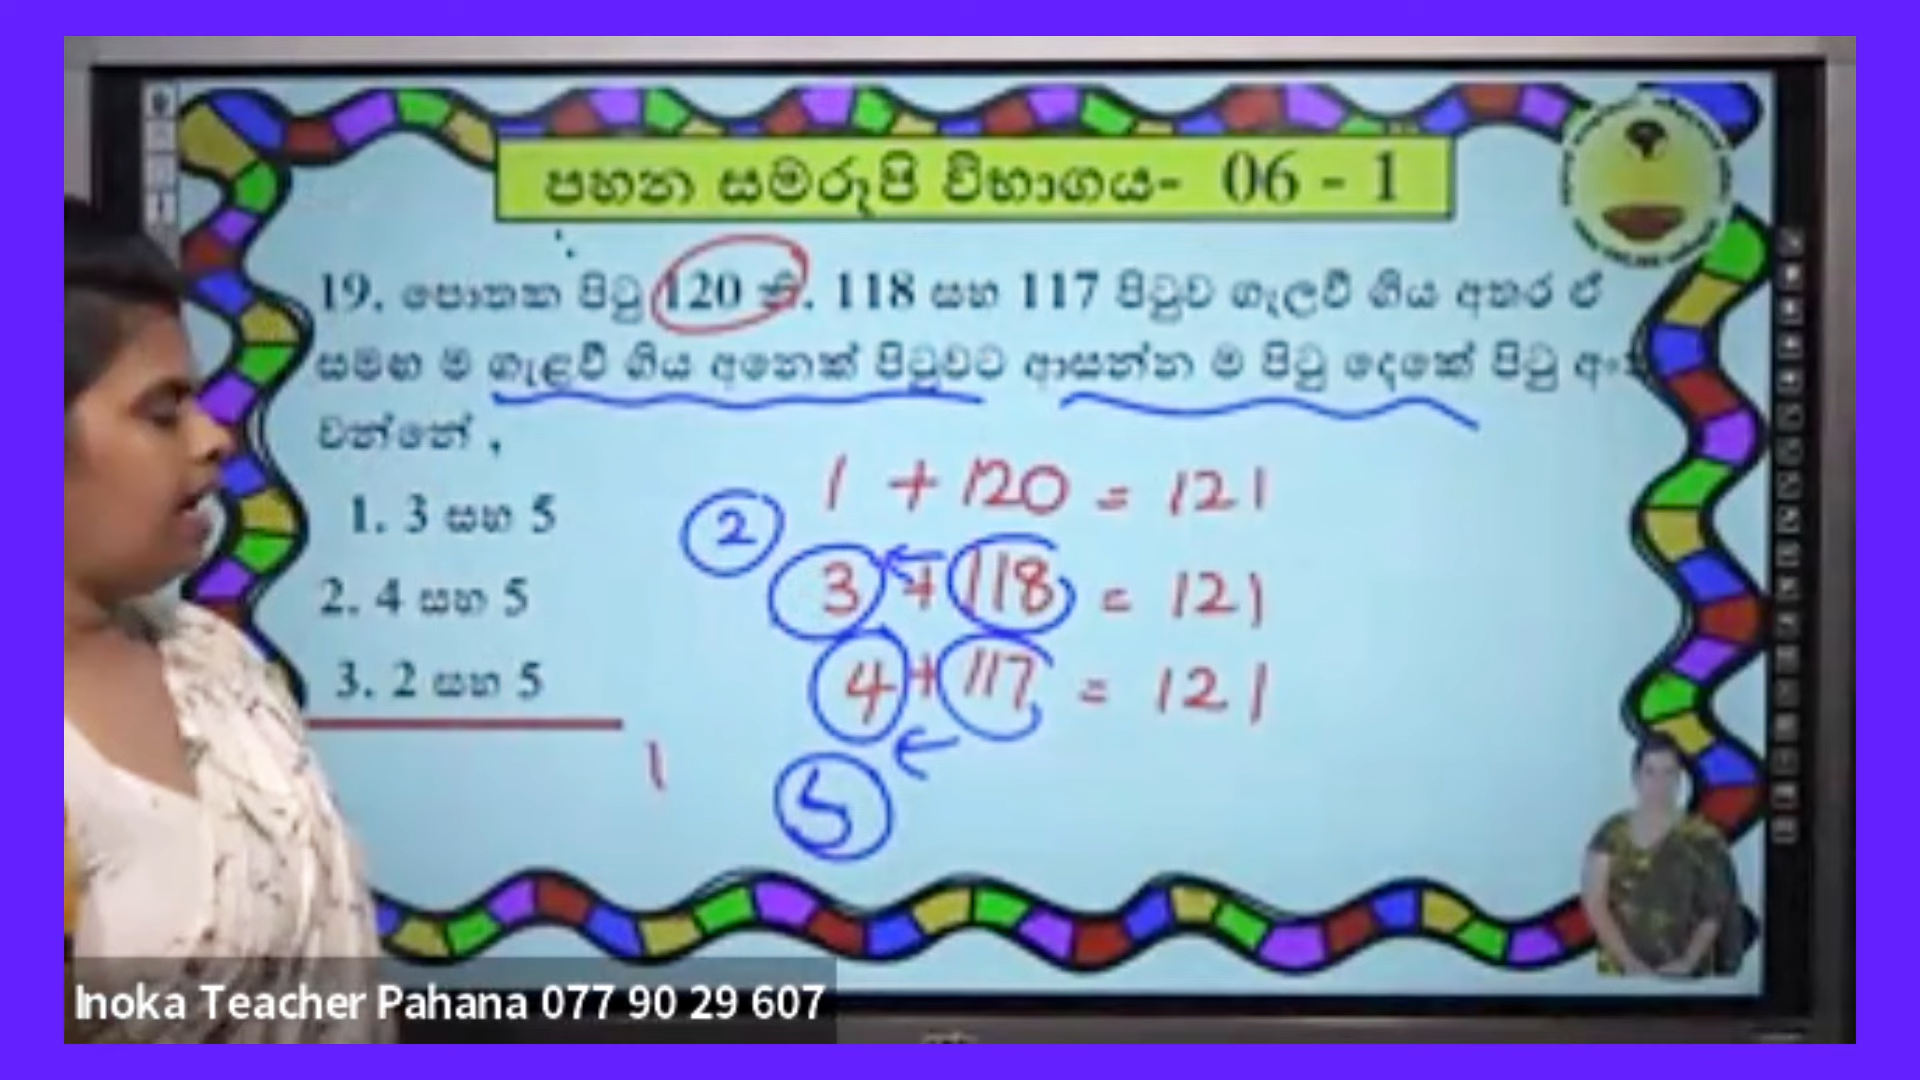 පහන සමරූපි විභාගය- 06 - 1
19. පොතක පිටු 120 කි. 118 සහ 117 පිටුව ගැලවී ගිය අතර ඒ
සමඟ ම ගැළවී ගිය අනෙක් පිටුවට ආසන්න ම පිටු දෙකේ පිටු
වන්නේ ,
1. 3 සහ 5
2. 4 සහ 5
3. 2 සහ 5
1 + 120 = 121
2
3 + 118 = 121
4 + 117 = 121
1
5
Inoka Teacher Pahana 077 90 29 607